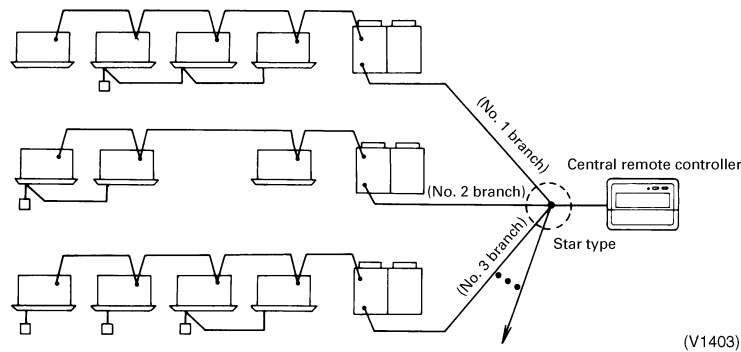 (No. 1 branch)
Central remote controller
(No. 2 branch)
Star type
(No. 3 branch)
(V1403)